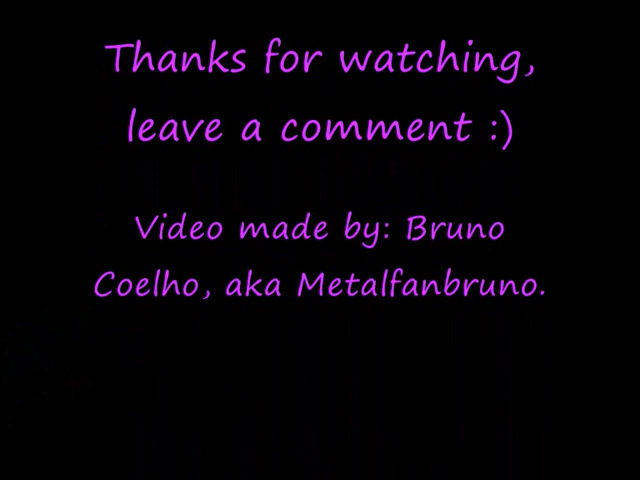 Thanks for watching,
leave a comment :)
Video made by: Bruno
Coelho, aka Metalfanbruno.